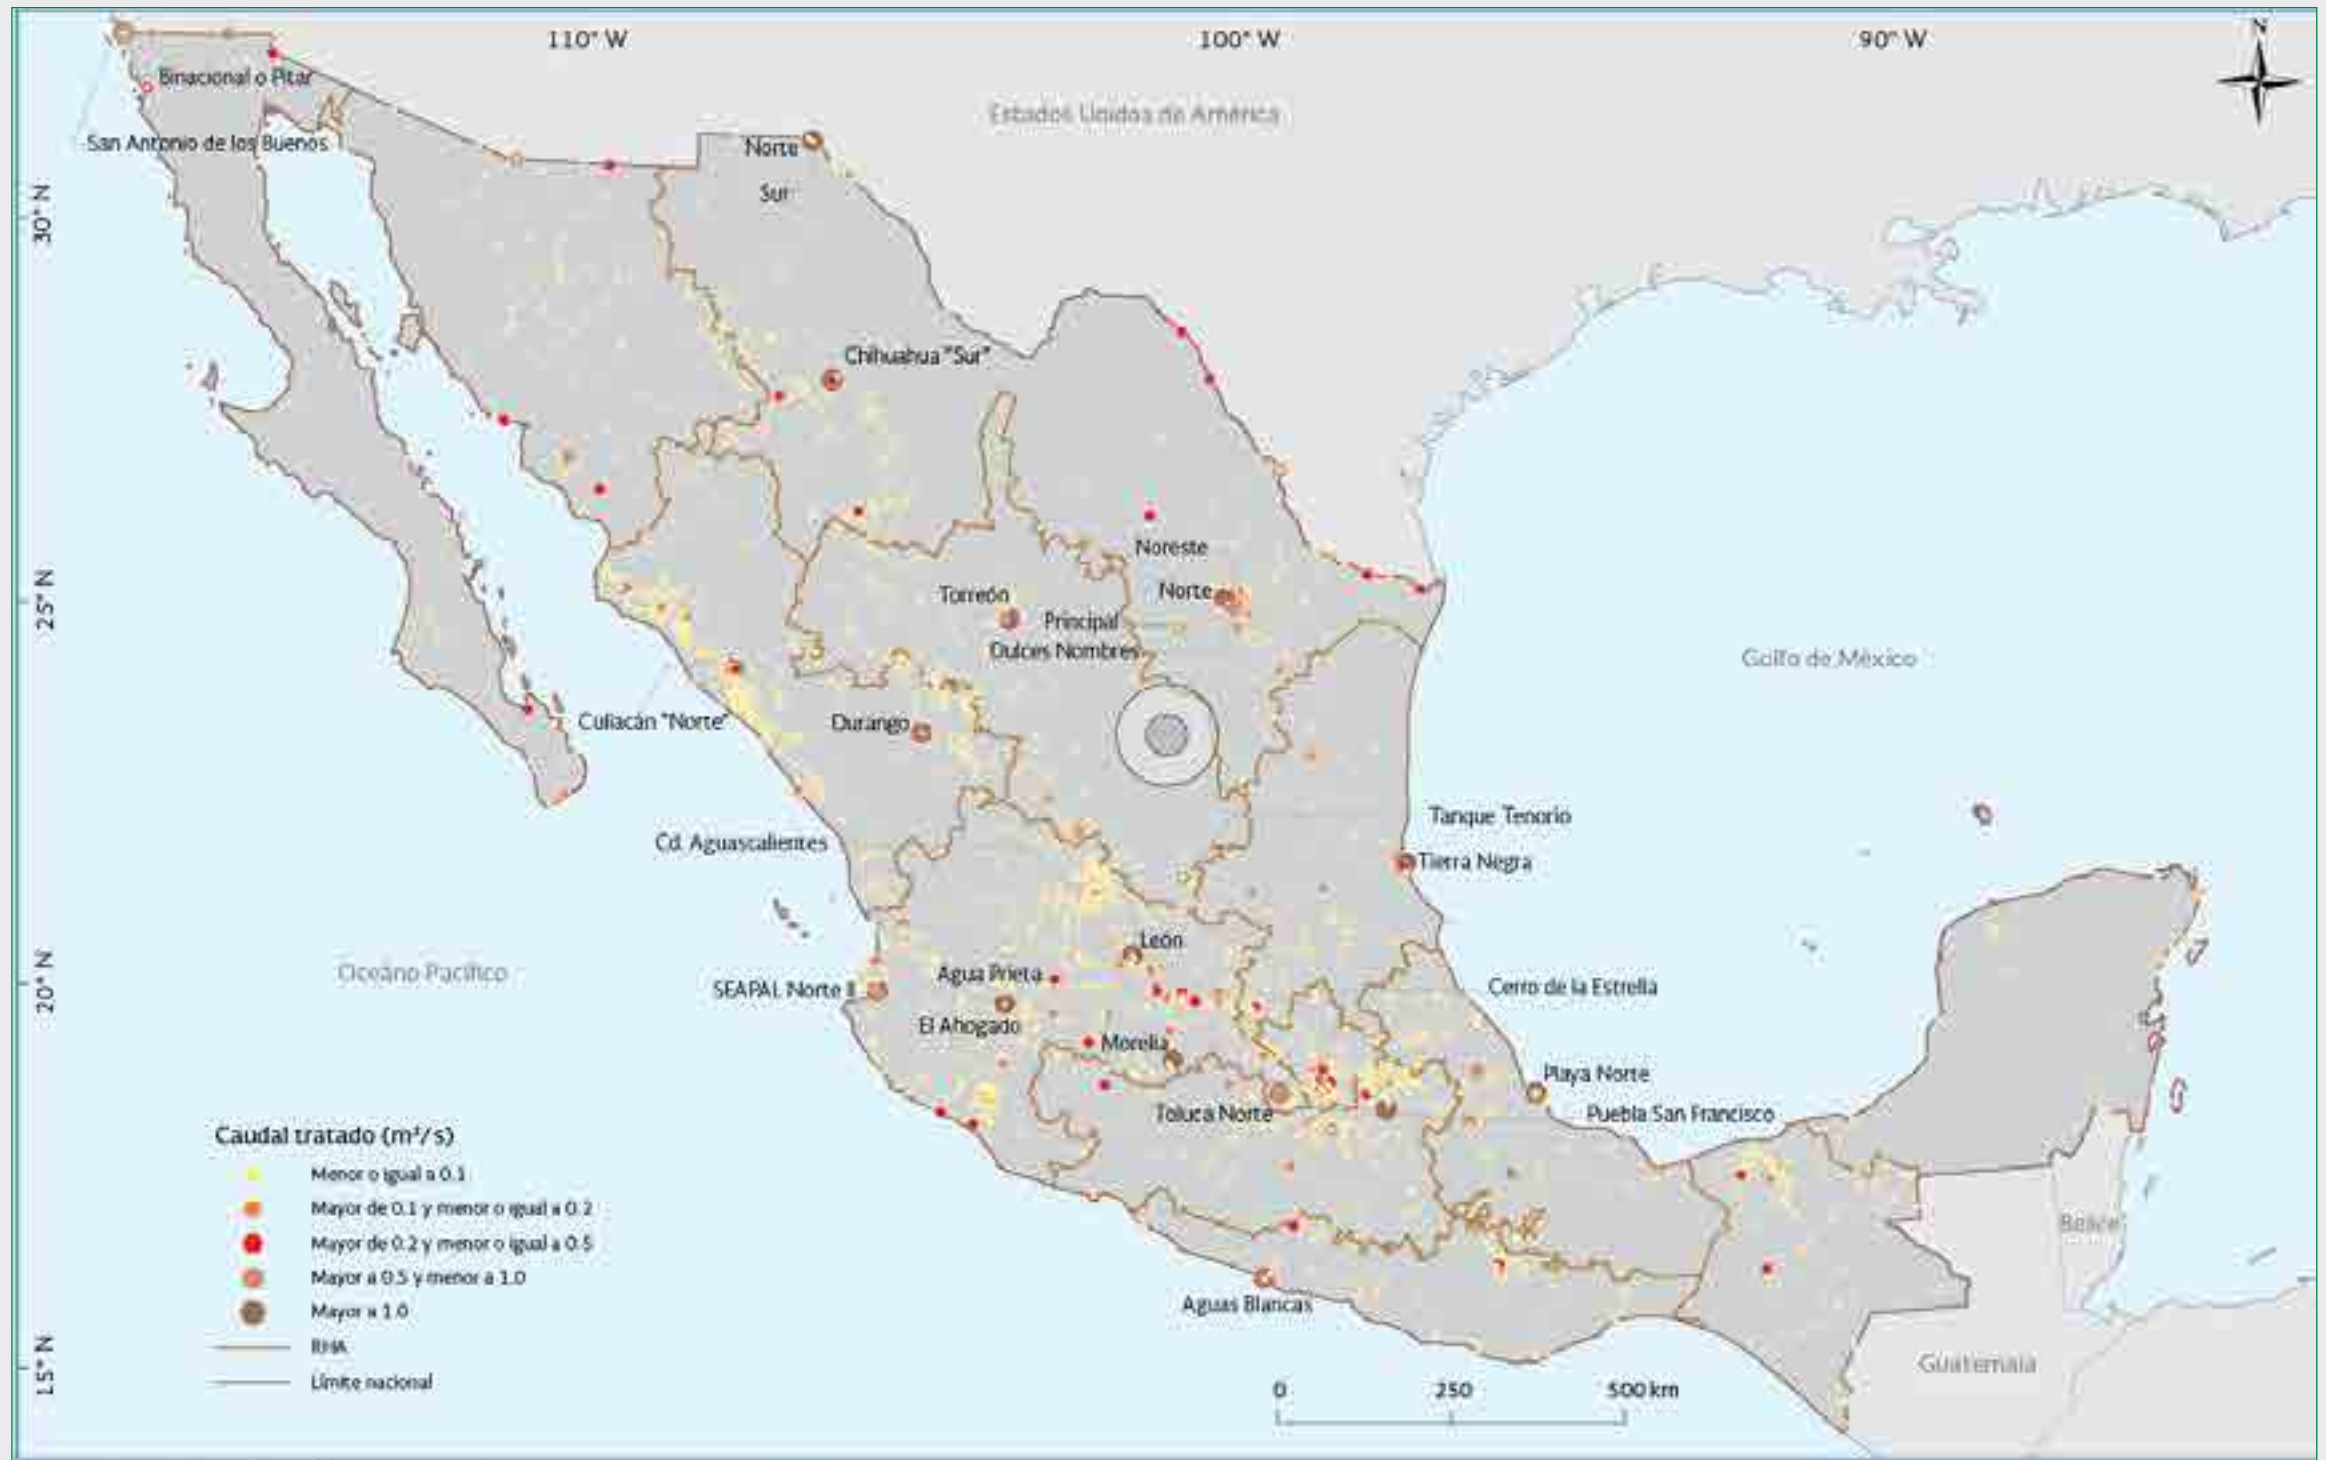 110° W
100° W
90° W
N
Binacional o Pitar
Estados Unidos de América
San Antonio de los Buenos
Norte
Sur
30° N
Chihuahua "Sur"
Noreste
25° N
Torreón
Norte
Principal
Dulces Nombres
Golfo de México
Culiacán "Norte"
Durango
Tanque Tenorio
Cd. Aguascalientes
Tierra Negra
León
20° N
Océano Pacífico
Agua Prieta
SEAPAL Norte II
Cerro de la Estrella
El Ahogado
Morelia
Playa Norte
Toluca Norte
Puebla San Francisco
Caudal tratado (m³/s)
Menor o igual a 0.1
Mayor de 0.1 y menor o igual a 0.2
Mayor de 0.2 y menor o igual a 0.5
Mayor a 0.5 y menor a 1.0
Mayor a 1.0
RHA
Límite nacional
Belice
Aguas Blancas
15° N
Guatemala
0 250 500 km